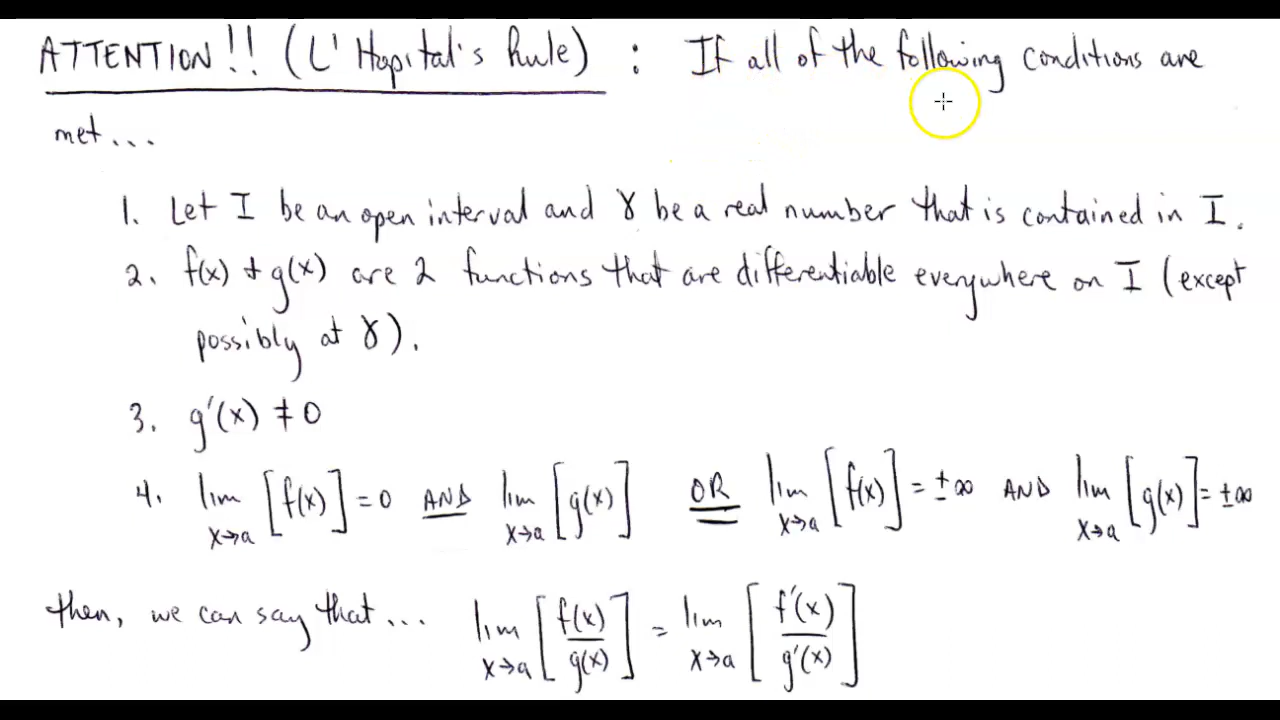 ATTENTION!! (L'Hopital's Rule) : If all of the following conditions are
met...
1. Let I be an open interval and γ be a real number that is contained in I.
2. f(x) + g(x) are 2 functions that are differentiable everywhere on I (except
possibly at γ).
3. g'(x) ≠ 0
4. lim x→a [f(x)] = 0 AND lim x→a [g(x)] OR lim x→a [f(x)] = ±∞ AND lim x→a [g(x)] = ±∞
then, we can say that... lim x→a [f(x)/g(x)] = lim x→a [f'(x)/g'(x)]